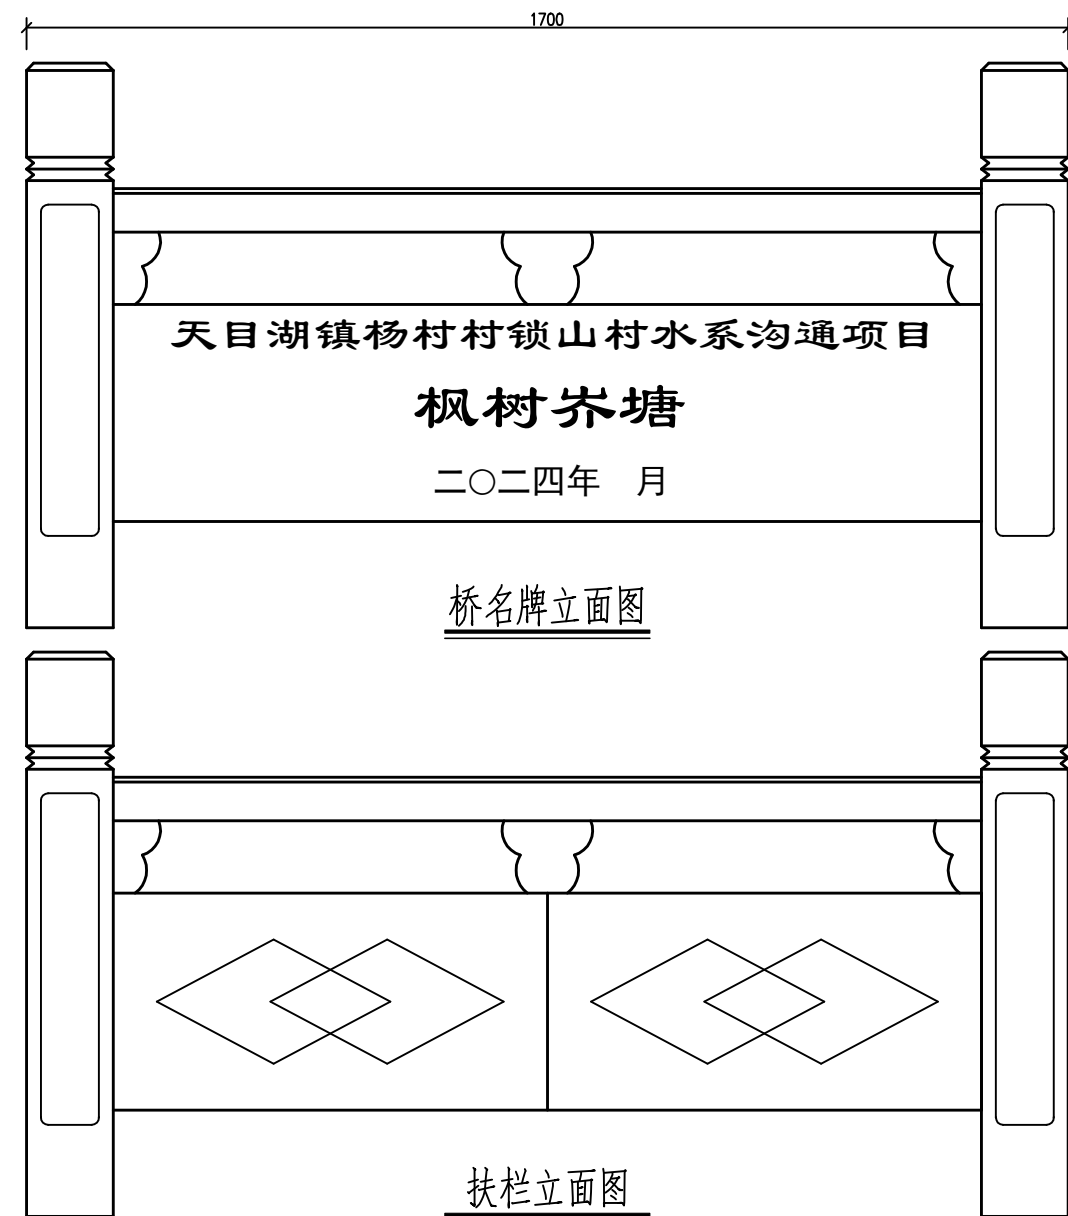 1700
天目湖镇杨村村锁山村水系沟通项目
枫树岕塘
二○二四年 月
桥名牌立面图
扶栏立面图